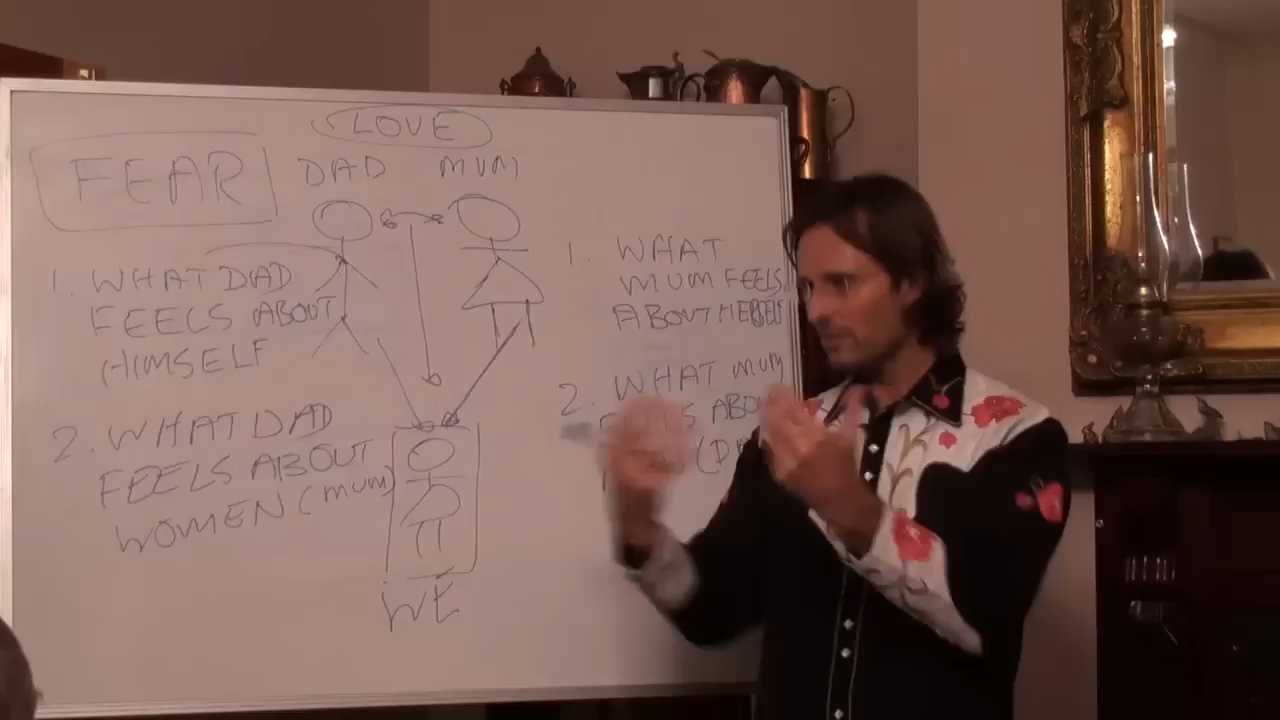 LOVE
FEAR
DAD MUM
1. WHAT DAD
FEELS ABOUT
HIMSELF
2. WHAT DAD
FEELS ABOUT
WOMEN (MUM)
1. WHAT
MUM FEELS
ABOUT HERSELF
2. WHAT MUM